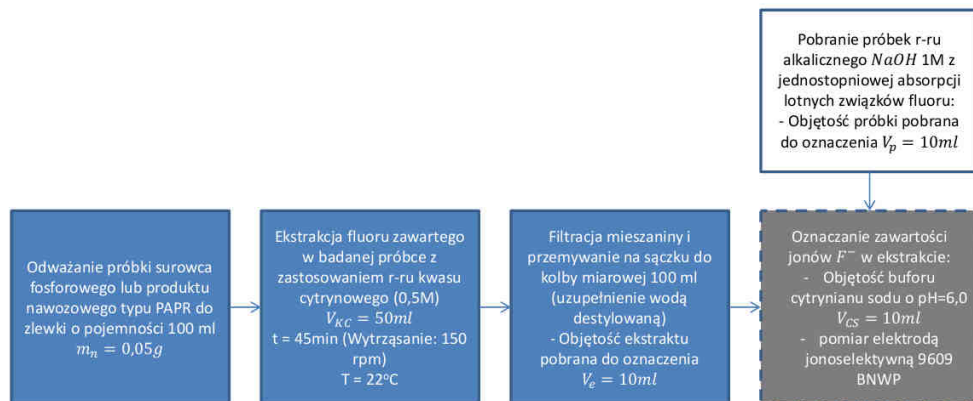 Pobranie próbek r-ru
alkalicznego NaOH 1M z
jednostopniowej absorpcji
lotnych związków fluoru:
- Objętość próbki pobrana
do oznaczenia Vₚ = 10ml
Odważanie próbki surowca
fosforowego lub produktu
nawozowego typu PAPR do
zlewki o pojemności 100 ml
mₙ = 0,05g
Ekstrakcja fluoru zawartego
w badanej próbce z
zastosowaniem r-ru kwasu
cytrynowego (0,5M)
V_KC = 50ml
t = 45min (Wytrząsanie: 150
rpm)
T = 22°C
Filtracja mieszaniny i
przemywanie na sączku do
kolby miarowej 100 ml
(uzupełnienie wodą
destylowaną)
- Objętość ekstraktu
pobrana do oznaczenia
Vₑ = 10ml
Oznaczanie zawartości
jonów F⁻ w ekstrakcie:
- Objętość buforu
cytrynianu sodu o pH=6,0
V_CS = 10ml
- pomiar elektrodą
jonoselektywną 9609
BNWP